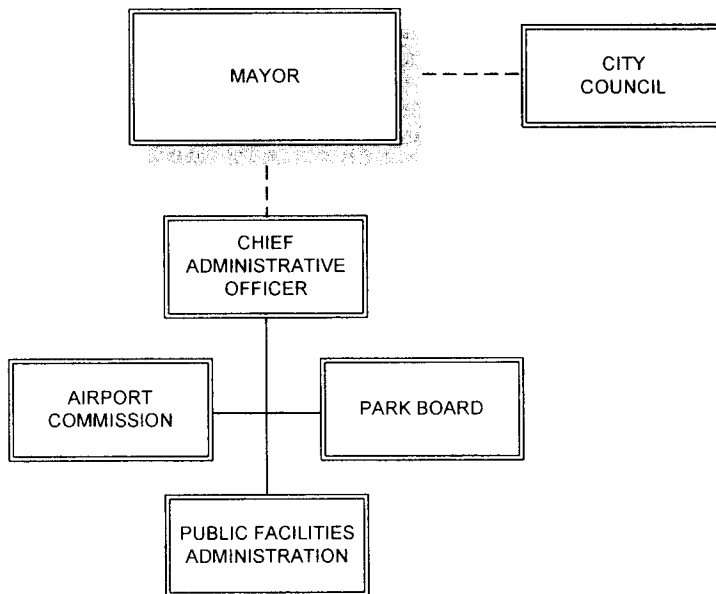 MAYOR
CITY
COUNCIL
CHIEF
ADMINISTRATIVE
OFFICER
AIRPORT
COMMISSION
PARK BOARD
PUBLIC FACILITIES
ADMINISTRATION